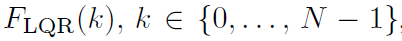 F_LQR(k), k ∈ {0, . . . , N − 1},